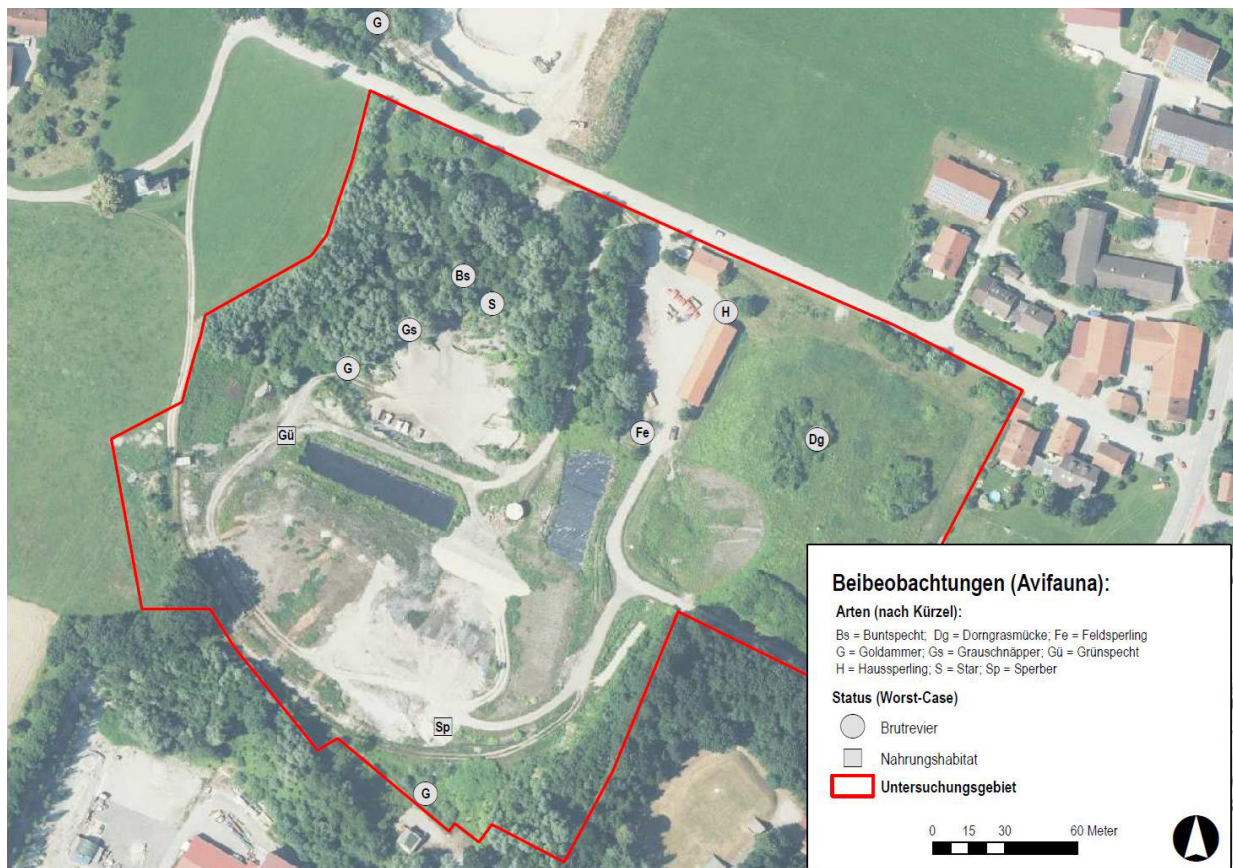 G
Bs
S
Gs
H
G
Gü
Fe
Dg
Sp
G
Beibeobachtungen (Avifauna):
Arten (nach Kürzel):
Bs = Buntspecht; Dg = Dorngrasmücke; Fe = Feldsperling
G = Goldammer; Gs = Grauschnäpper; Gü = Grünspecht
H = Haussperling; S = Star; Sp = Sperber
Status (Worst-Case)
Brutrevier
Nahrungshabitat
Untersuchungsgebiet
0 15 30 60 Meter